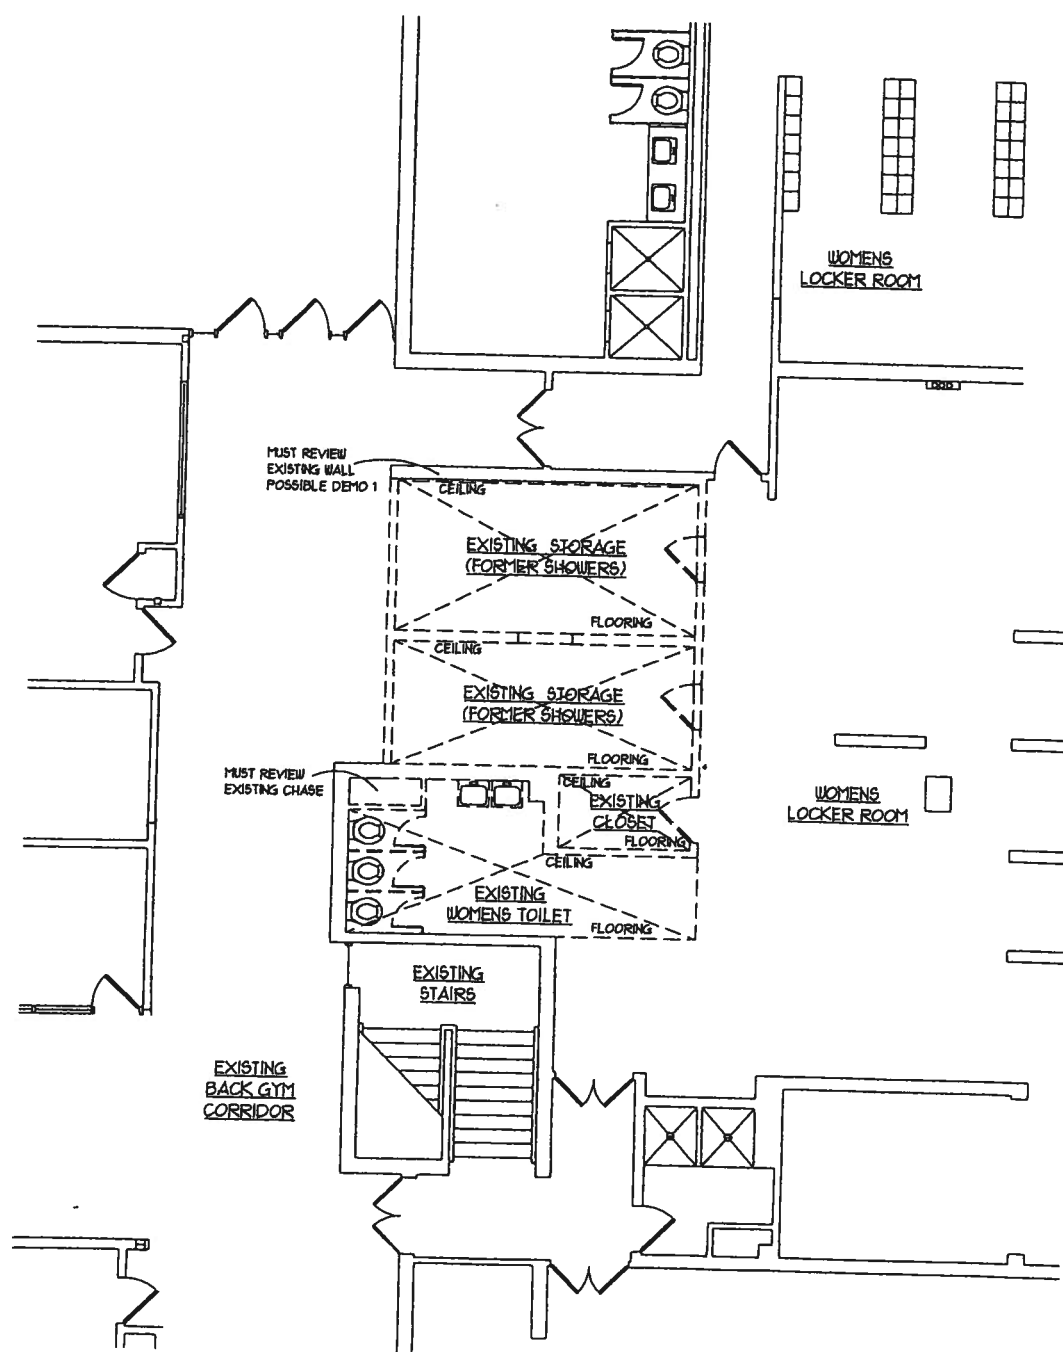 WOMENS
LOCKER ROOM
MUST REVIEW
EXISTING WALL
POSSIBLE DEMO 1
CEILING
EXISTING STORAGE
(FORMER SHOWERS)
FLOORING
CEILING
EXISTING STORAGE
(FORMER SHOWERS)
FLOORING
MUST REVIEW
EXISTING CHASE
CEILING
EXISTING
CLOSET
FLOORING
WOMENS
LOCKER ROOM
CEILING
EXISTING
WOMENS TOILET
FLOORING
EXISTING
STAIRS
EXISTING
BACK GYM
CORRIDOR